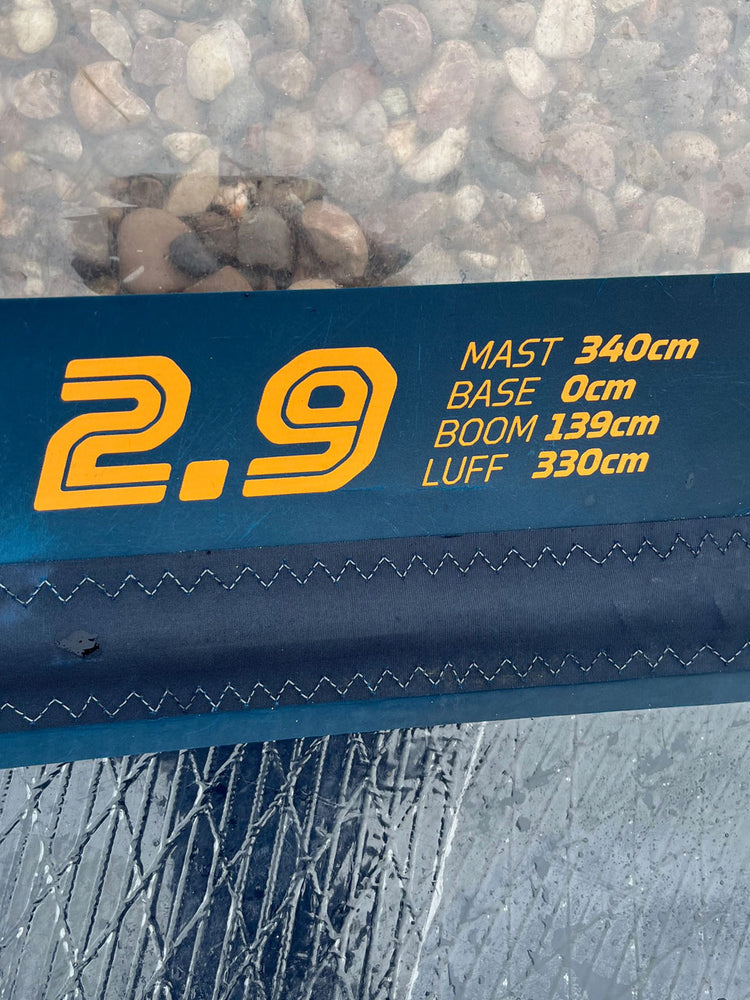 2.9
MAST 340cm
BASE 0cm
BOOM 139cm
LUFF 330cm